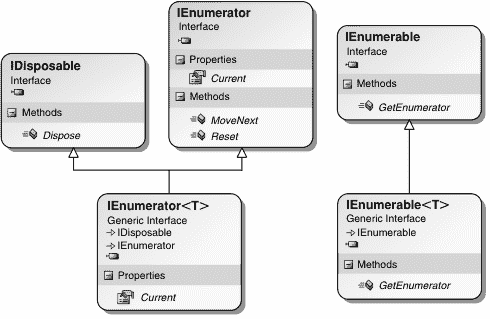 IDisposable
Interface
Methods
Dispose
IEnumerator
Interface
Properties
Current
Methods
MoveNext
Reset
IEnumerable
Interface
Methods
GetEnumerator
IEnumerator<T>
Generic Interface
IDisposable
IEnumerator
Properties
Current
IEnumerable<T>
Generic Interface
IEnumerable
Methods
GetEnumerator